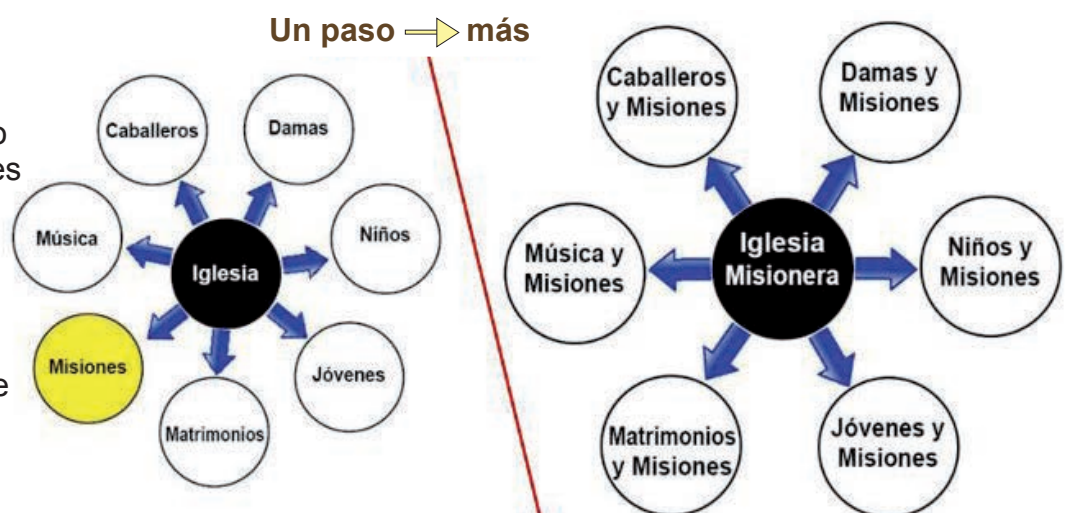 Un paso más
Caballeros
Damas
Música
Iglesia
Niños
Misiones
Jóvenes
Matrimonios
Caballeros
y Misiones
Damas y
Misiones
Música y
Misiones
Iglesia
Misionera
Niños y
Misiones
Matrimonios
y Misiones
Jóvenes y
Misiones